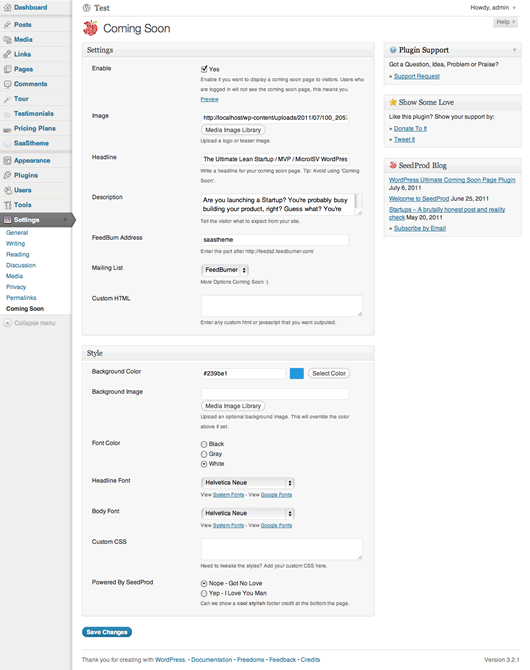 Dashboard
Posts
Media
Links
Pages
Comments
Tour
Testimonials
Pricing Plans
SaaStheme
Appearance
Plugins
Users
Tools
Settings
General
Writing
Reading
Discussion
Media
Privacy
Permalinks
Coming Soon
Collapse menu
Test
Howdy, admin
Help
Coming Soon
Settings
Enable
Yes
Enable if you want to display a coming soon page to visitors. Users who
are logged in will not see the coming soon page, this means you.
Preview
Image
http://localhost/wp-content/uploads/2011/07/100_205
Media Image Library
Upload a logo or teaser image.
Headline
The Ultimate Lean Startup / MVP / MicroISV WordPres
Write a headline for your coming soon page. Tip: Avoid using 'Coming
Soon'.
Description
Are you launching a Startup? You're probably busy
building your product, right? Guess what? You're
Tell the visitor what to expect from your site.
FeedBurn Address
saastheme
Enter the part after http://feeds2.feedburner.com/
Mailing List
FeedBurner
More Options Coming Soon :)
Custom HTML
Enter any custom html or javascript that you want outputed.
Style
Background Color
#239be1
Select Color
Background Image
Media Image Library
Upload an optional background image. This will override the color
above if set.
Font Color
Black
Gray
White
Headline Font
Helvetica Neue
View System Fonts - View Google Fonts
Body Font
Helvetica Neue
View System Fonts - View Google Fonts
Custom CSS
Need to tweaks the styles? Add your custom CSS here.
Powered By SeedProd
Nope - Got No Love
Yep - I Love You Man
Can we show a cool stylish footer credit at the bottom the page.
Save Changes
Plugin Support
Got a Question, Idea, Problem or Praise?
» Support Request
Show Some Love
Like this plugin? Show your support by:
» Donate To It
» Tweet It
SeedProd Blog
WordPress Ultimate Coming Soon Page Plugin
July 6, 2011
Welcome to SeedProd June 25, 2011
Startups – A brutally honest post and reality
check May 20, 2011
» Subscribe by Email
Thank you for creating with WordPress. • Documentation • Freedoms • Feedback • Credits
Version 3.2.1